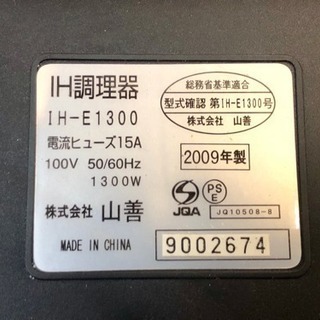 IH調理器
IH-E1300
電流ヒューズ15A
100V 50/60Hz
1300W
株式会社 山善
MADE IN CHINA
総務省基準適合
型式確認 第IH-E1300号
株式会社 山善
2009年製
S
JQA
PS
E
JQ10508-8
9002674